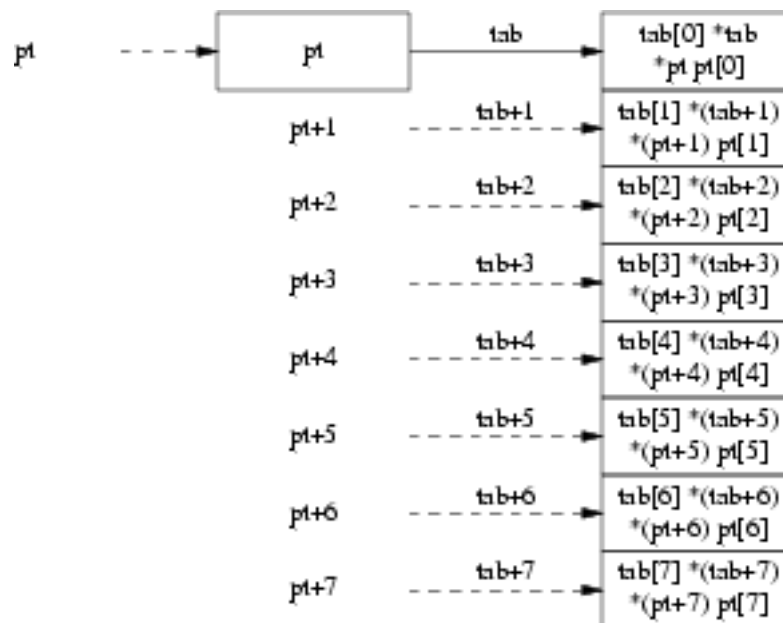 pt pt tab tab[0] *tab
*pt pt[0]
pt+1 tab+1 tab[1] *(tab+1)
*(pt+1) pt[1]
pt+2 tab+2 tab[2] *(tab+2)
*(pt+2) pt[2]
pt+3 tab+3 tab[3] *(tab+3)
*(pt+3) pt[3]
pt+4 tab+4 tab[4] *(tab+4)
*(pt+4) pt[4]
pt+5 tab+5 tab[5] *(tab+5)
*(pt+5) pt[5]
pt+6 tab+6 tab[6] *(tab+6)
*(pt+6) pt[6]
pt+7 tab+7 tab[7] *(tab+7)
*(pt+7) pt[7]